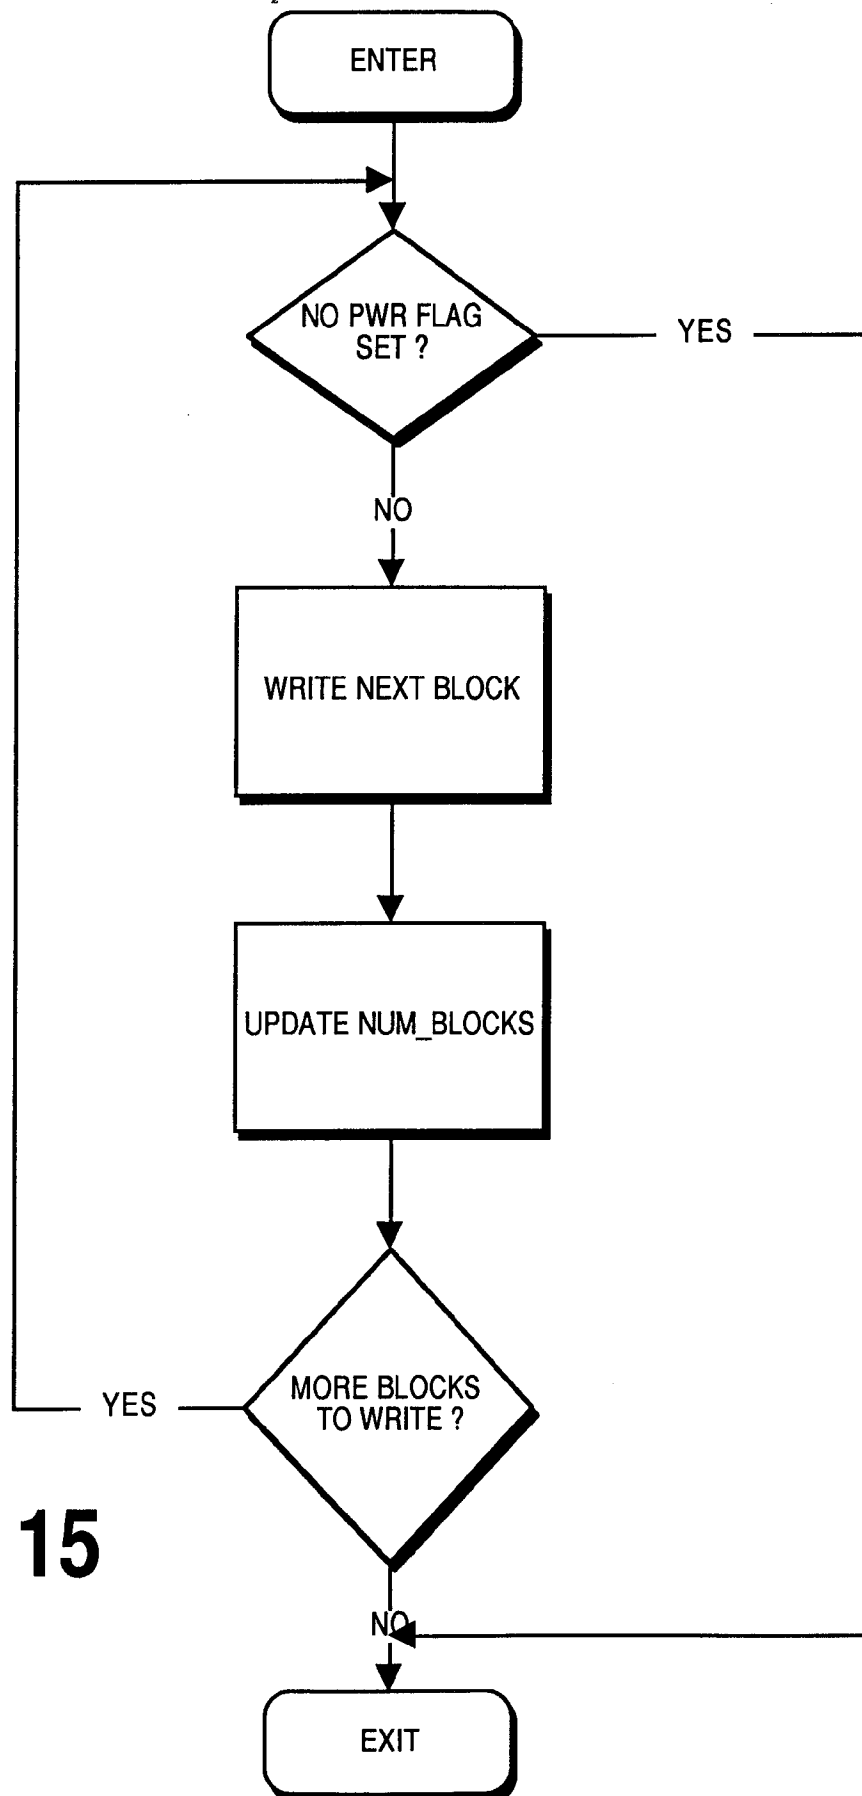 ENTER
NO PWR FLAG
SET ?
YES
NO
WRITE NEXT BLOCK
UPDATE NUM_BLOCKS
MORE BLOCKS
TO WRITE ?
YES
15
NO
EXIT